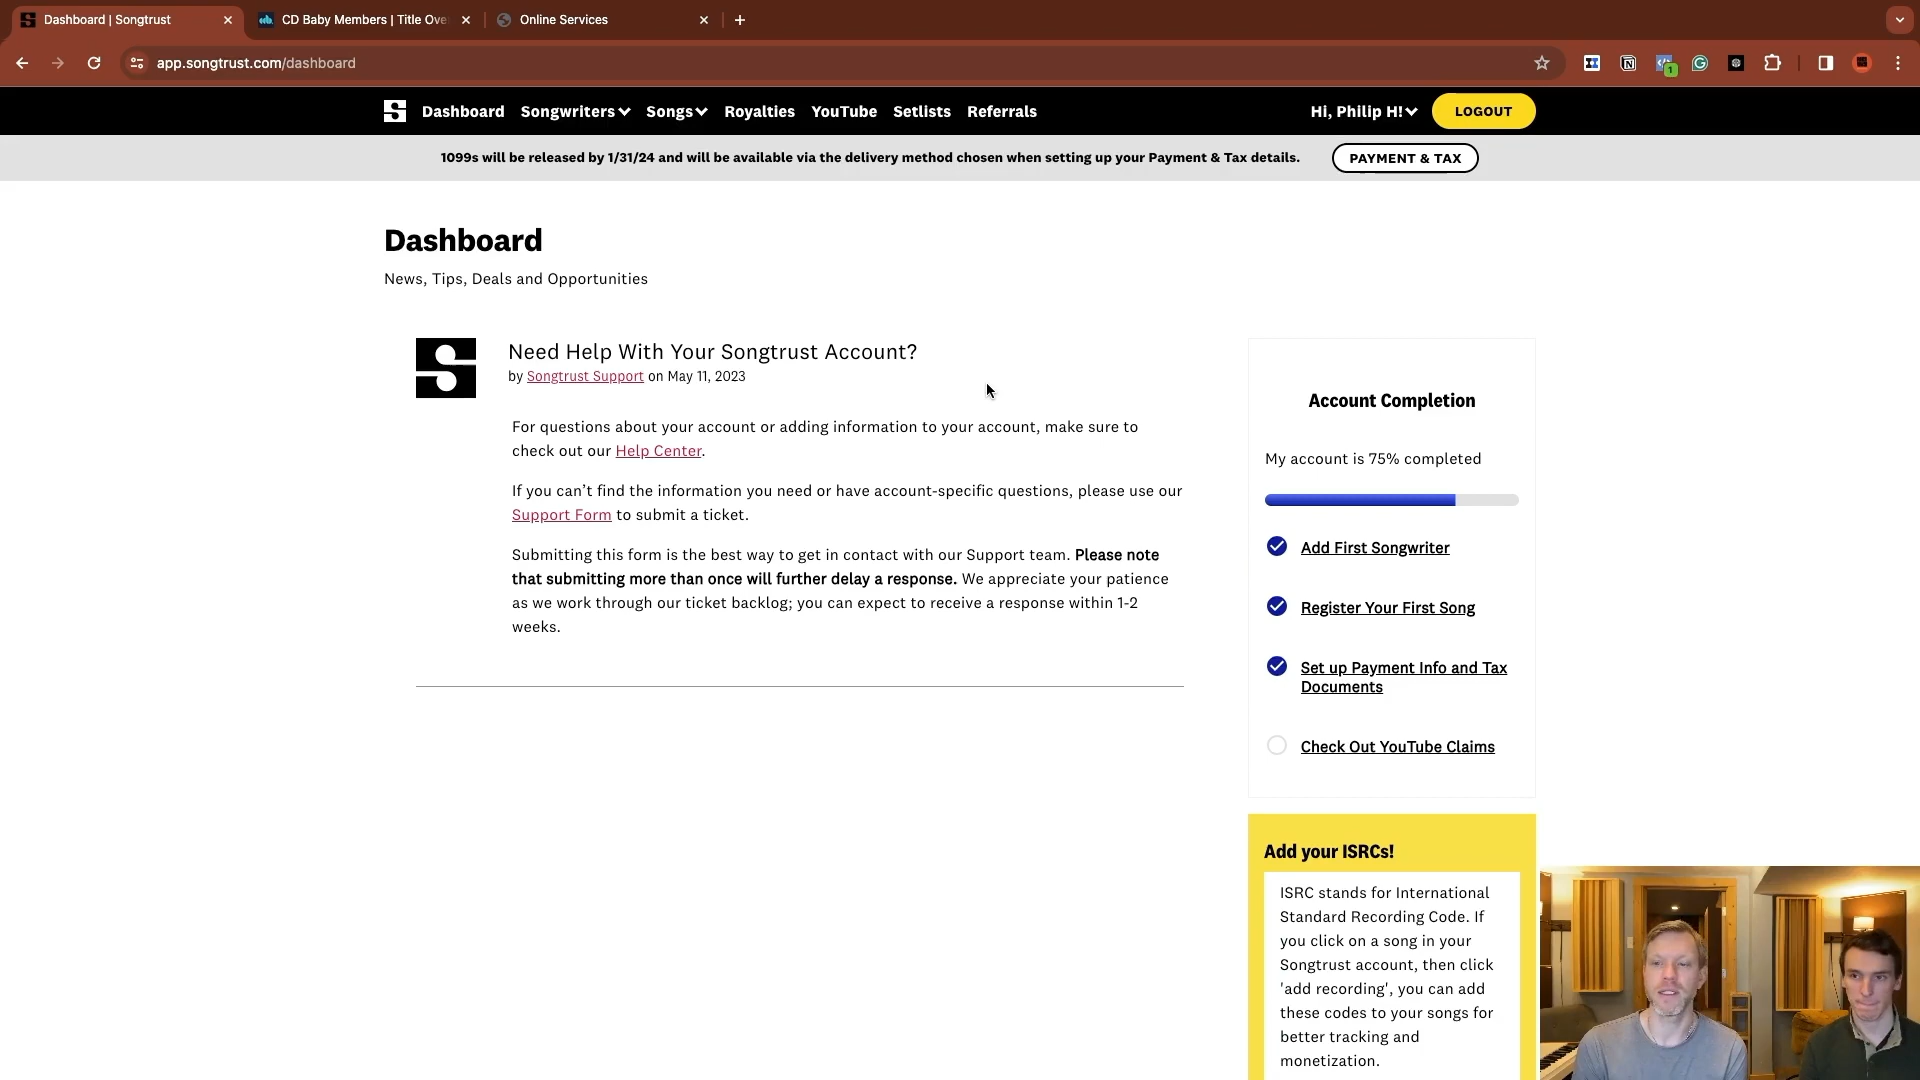 Dashboard | Songtrust
CD Baby Members | Title Ove
Online Services
app.songtrust.com/dashboard
1
Dashboard
Songwriters
Songs
Royalties
YouTube
Setlists
Referrals
Hi, Philip H!
LOGOUT
1099s will be released by 1/31/24 and will be available via the delivery method chosen when setting up your Payment & Tax details.
PAYMENT & TAX
Dashboard
News, Tips, Deals and Opportunities
Need Help With Your Songtrust Account?
by Songtrust Support on May 11, 2023
For questions about your account or adding information to your account, make sure to
check out our Help Center.
If you can’t find the information you need or have account-specific questions, please use our
Support Form to submit a ticket.
Submitting this form is the best way to get in contact with our Support team. Please note
that submitting more than once will further delay a response. We appreciate your patience
as we work through our ticket backlog; you can expect to receive a response within 1-2
weeks.
Account Completion
My account is 75% completed
Add First Songwriter
Register Your First Song
Set up Payment Info and Tax
Documents
Check Out YouTube Claims
Add your ISRCs!
ISRC stands for International
Standard Recording Code. If
you click on a song in your
Songtrust account, then click
'add recording', you can add
these codes to your songs for
better tracking and
monetization.